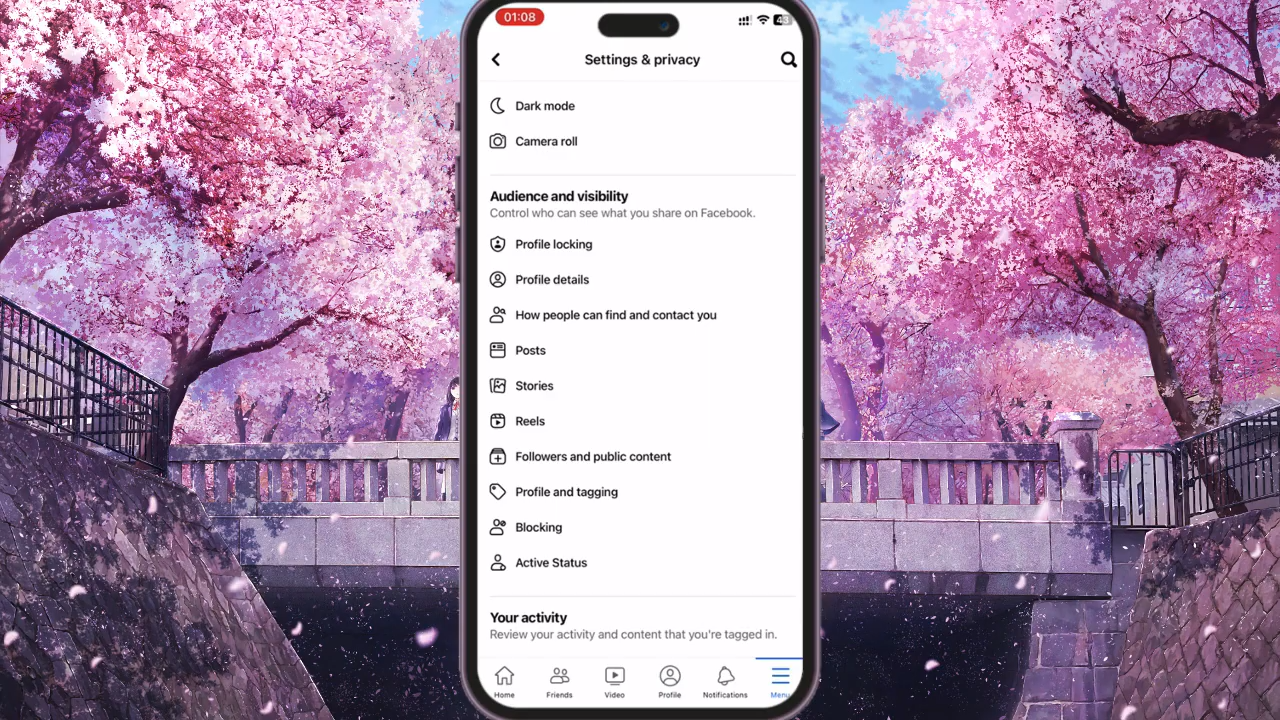 01:08
43
Settings & privacy
Dark mode
Camera roll
Audience and visibility
Control who can see what you share on Facebook.
Profile locking
Profile details
How people can find and contact you
Posts
Stories
Reels
Followers and public content
Profile and tagging
Blocking
Active Status
Your activity
Review your activity and content that you're tagged in.
Home Friends Video Profile Notifications Menu